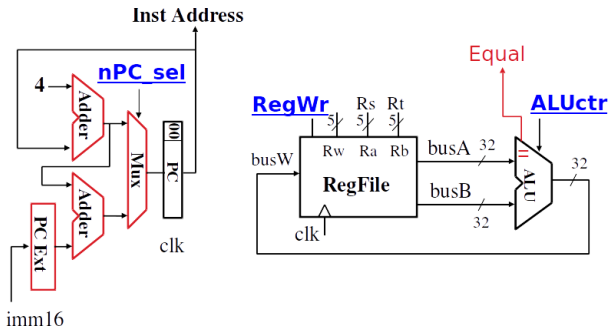 Inst Address
nPC_sel
4
Adder
Mux
00
PC
Adder
PC Ext
clk
imm16
Equal
RegWr
Rs
Rt
ALUctr
5
5
5
busW
Rw
Ra
Rb
RegFile
clk
busA
32
busB
32
=
ALU
32